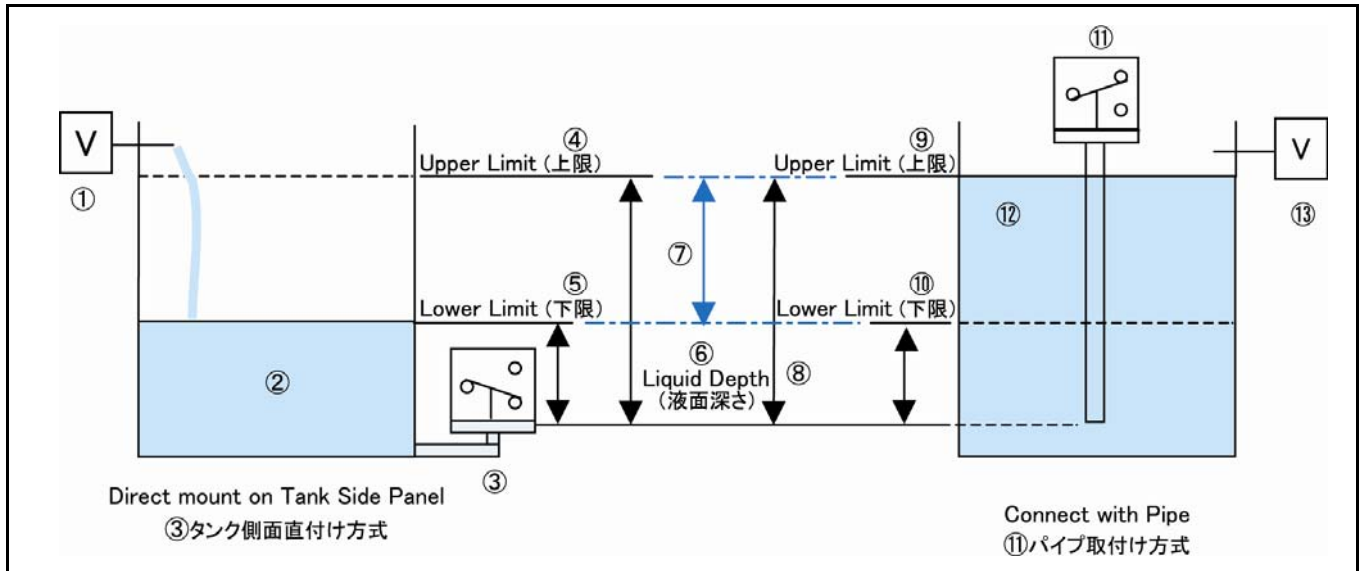 ⑪
V
①
④
Upper Limit (上限)
⑨
Upper Limit (上限)
V
⑬
⑫
⑦
⑤
Lower Limit (下限)
⑩
Lower Limit (下限)
②
⑥
Liquid Depth
(液面深さ)
⑧
③
Direct mount on Tank Side Panel
③タンク側面直付け方式
Connect with Pipe
⑪パイプ取付け方式